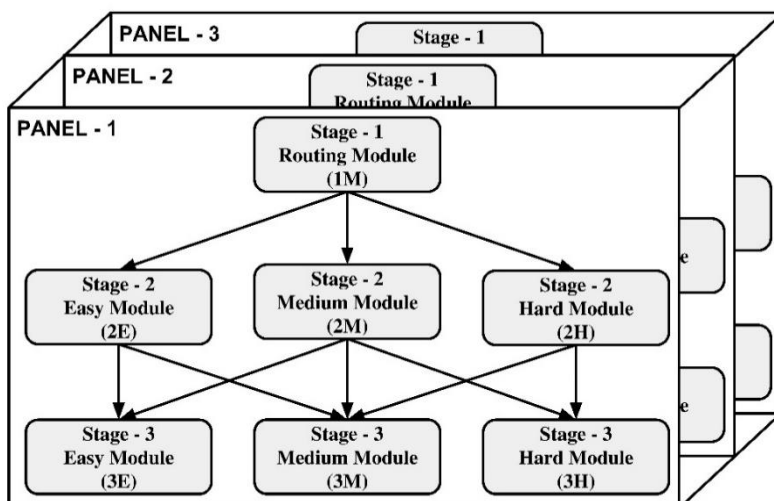 PANEL - 3
Stage - 1
PANEL - 2
Stage - 1
Routing Module
PANEL - 1
Stage - 1
Routing Module
(1M)
Stage - 2
Easy Module
(2E)
Stage - 2
Medium Module
(2M)
Stage - 2
Hard Module
(2H)
Stage - 3
Easy Module
(3E)
Stage - 3
Medium Module
(3M)
Stage - 3
Hard Module
(3H)